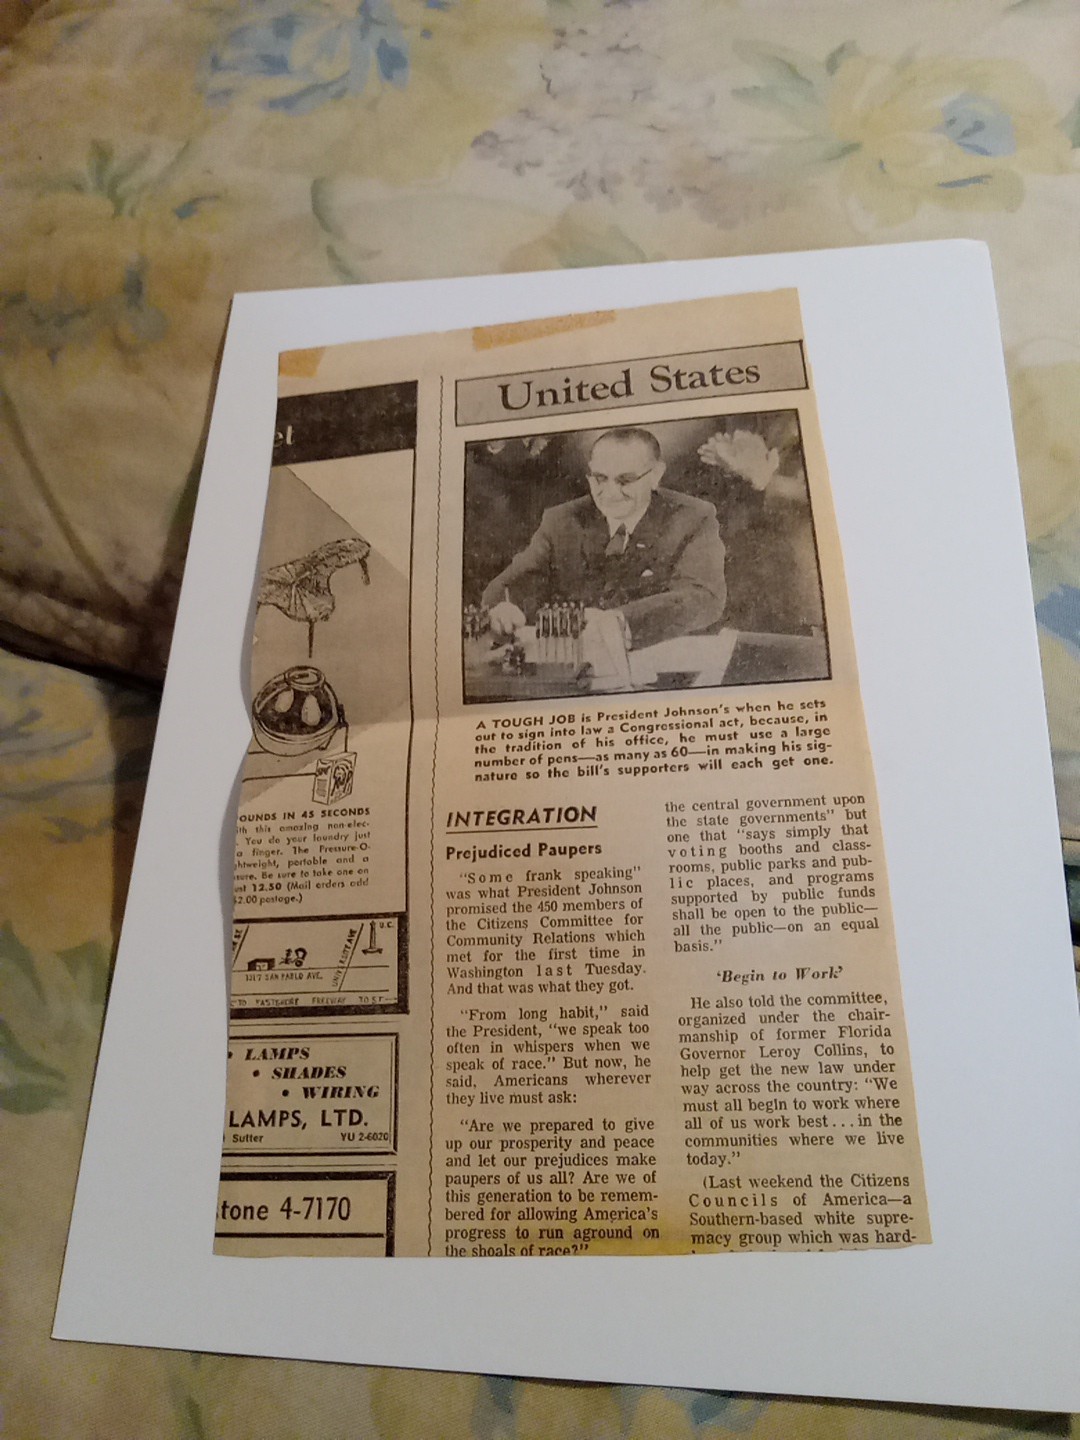 United States
A TOUGH JOB is President Johnson's when he sets
out to sign into law a Congressional act, because, in
the tradition of his office, he must use a large
number of pens—as many as 60—in making his sig-
nature so the bill's supporters will each get one.
INTEGRATION
Prejudiced Paupers
"Some frank speaking"
was what President Johnson
promised the 450 members of
the Citizens Committee for
Community Relations which
met for the first time in
Washington last Tuesday.
And that was what they got.
"From long habit," said
the President, "we speak too
often in whispers when we
speak of race." But now, he
said, Americans wherever
they live must ask:
"Are we prepared to give
up our prosperity and peace
and let our prejudices make
paupers of us all? Are we of
this generation to be remem-
bered for allowing America's
progress to run aground on
the shoals of race?"
the central government upon
the state governments" but
one that "says simply that
voting booths and class-
rooms, public parks and pub-
lic places, and programs
supported by public funds
shall be open to the public—
all the public—on an equal
basis."
'Begin to Work'
He also told the committee,
organized under the chair-
manship of former Florida
Governor Leroy Collins, to
help get the new law under
way across the country: "We
must all begin to work where
all of us work best...in the
communities where we live
today."
(Last weekend the Citizens
Councils of America—a
Southern-based white supre-
macy group which was hard-
et
OUNDS IN 45 SECONDS
ith this amazing non-elec-
. You do your laundry just
a finger. The Pressure-O-
htweight, portable and a
sure. Be sure to take one on
12.50 (Mail orders add
$2.00 postage.)
U.C.
UNIVERSITY AVE
1317 SAN PABLO AVE.
TO EASTSHORE FREEWAY TO S.F.
• LAMPS
• SHADES
• WIRING
LAMPS, LTD.
Sutter YU 2-6020
tone 4-7170